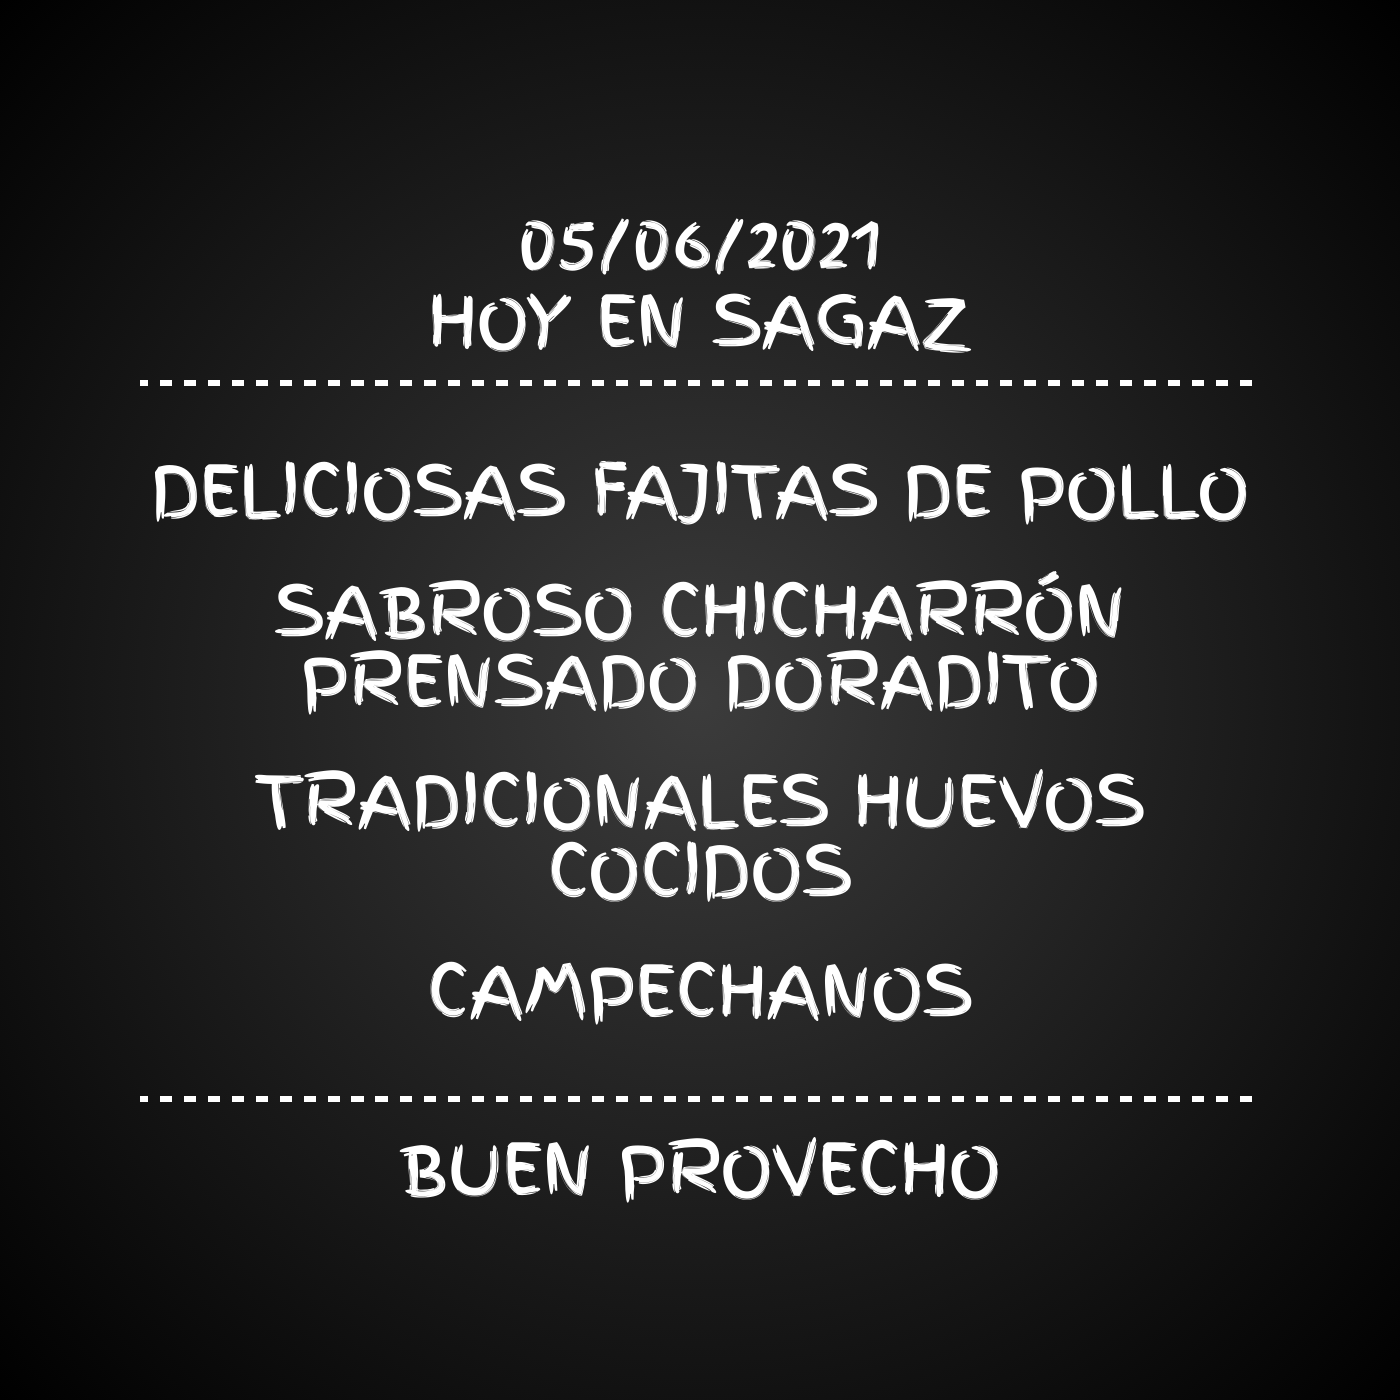 05/06/2021
HOY EN SAGAZ
DELICIOSAS FAJITAS DE POLLO
SABROSO CHICHARRÓN
PRENSADO DORADITO
TRADICIONALES HUEVOS
COCIDOS
CAMPECHANOS
BUEN PROVECHO